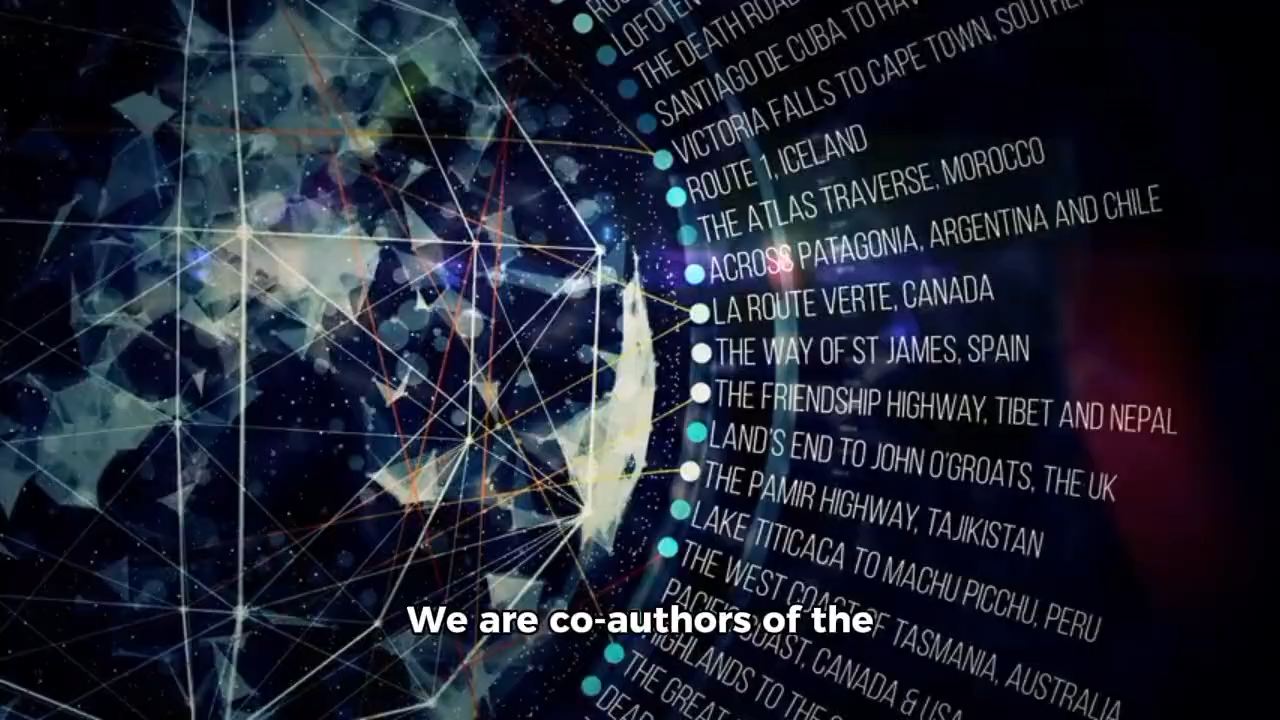 LOFOTEN
THE DEATH ROAD
SANTIAGO DE CUBA TO
VICTORIA FALLS TO CAPE TOWN,
ROUTE 1, ICELAND
THE ATLAS TRAVERSE, MOROCCO
ACROSS PATAGONIA, ARGENTINA AND CHILE
LA ROUTE VERTE, CANADA
THE WAY OF ST JAMES, SPAIN
THE FRIENDSHIP HIGHWAY, TIBET AND NEPAL
LAND'S END TO JOHN O'GROATS, THE UK
THE PAMIR HIGHWAY, TAJIKISTAN
LAKE TITICACA TO MACHU PICCHU, PERU
THE WEST COAST OF TASMANIA, AUSTRALIA
PACIFIC COAST, CANADA & USA
HIGHLANDS TO THE
THE GREAT
We are co-authors of the